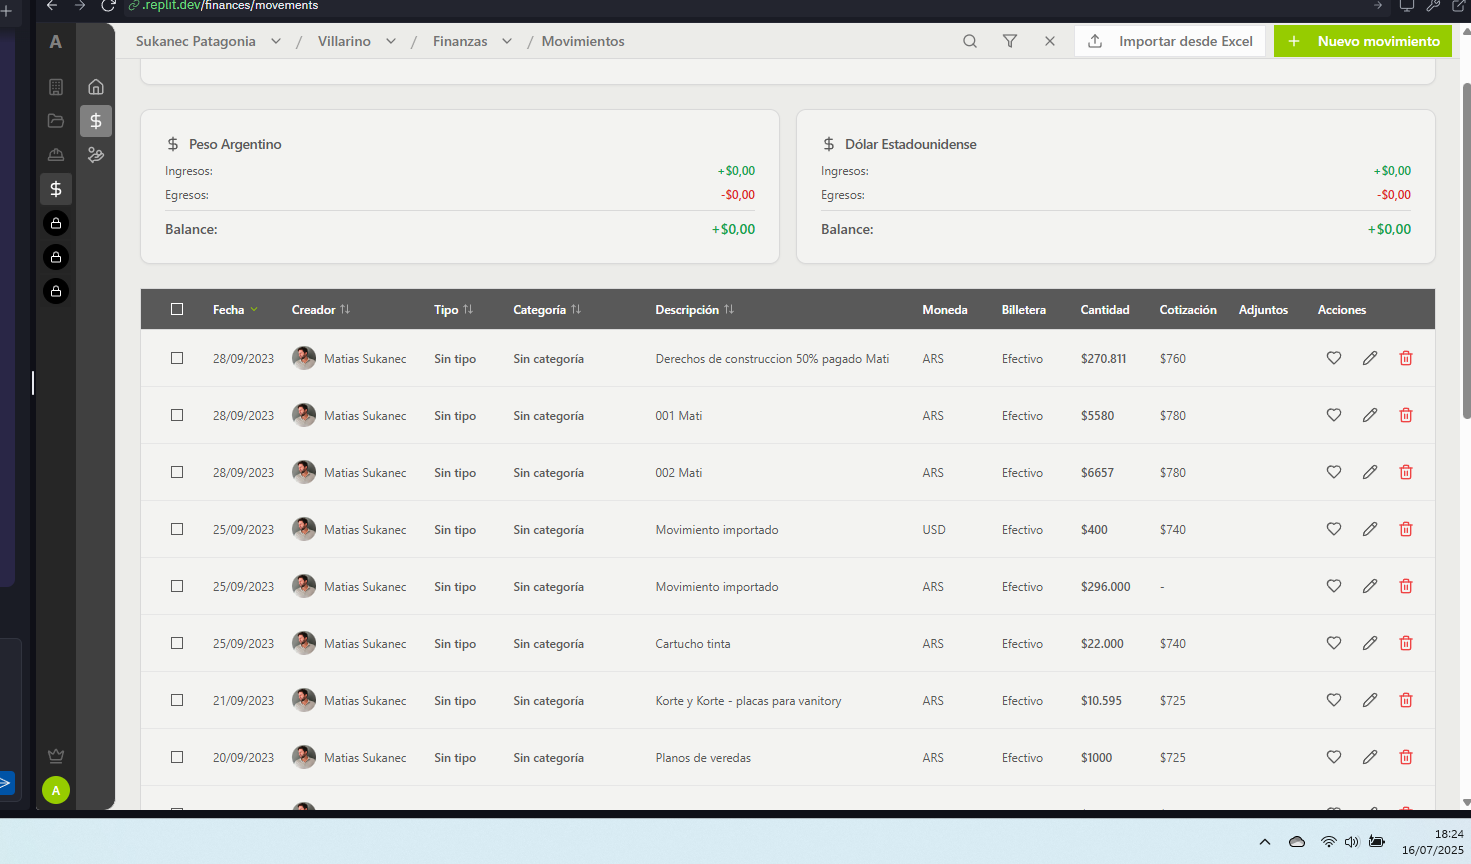 .replit.dev/finances/movements
A
Sukanec Patagonia / Villarino / Finanzas / Movimientos
Importar desde Excel
+ Nuevo movimiento
$ Peso Argentino
Ingresos: +$0,00
Egresos: -$0,00
Balance: +$0,00
$ Dólar Estadounidense
Ingresos: +$0,00
Egresos: -$0,00
Balance: +$0,00
Fecha Creador Tipo Categoría Descripción Moneda Billetera Cantidad Cotización Adjuntos Acciones
28/09/2023 Matias Sukanec Sin tipo Sin categoría Derechos de construccion 50% pagado Mati ARS Efectivo $270.811 $760
28/09/2023 Matias Sukanec Sin tipo Sin categoría 001 Mati ARS Efectivo $5580 $780
28/09/2023 Matias Sukanec Sin tipo Sin categoría 002 Mati ARS Efectivo $6657 $780
25/09/2023 Matias Sukanec Sin tipo Sin categoría Movimiento importado USD Efectivo $400 $740
25/09/2023 Matias Sukanec Sin tipo Sin categoría Movimiento importado ARS Efectivo $296.000 -
25/09/2023 Matias Sukanec Sin tipo Sin categoría Cartucho tinta ARS Efectivo $22.000 $740
21/09/2023 Matias Sukanec Sin tipo Sin categoría Korte y Korte - placas para vanitory ARS Efectivo $10.595 $725
20/09/2023 Matias Sukanec Sin tipo Sin categoría Planos de veredas ARS Efectivo $1000 $725
A
18:24
16/07/2025